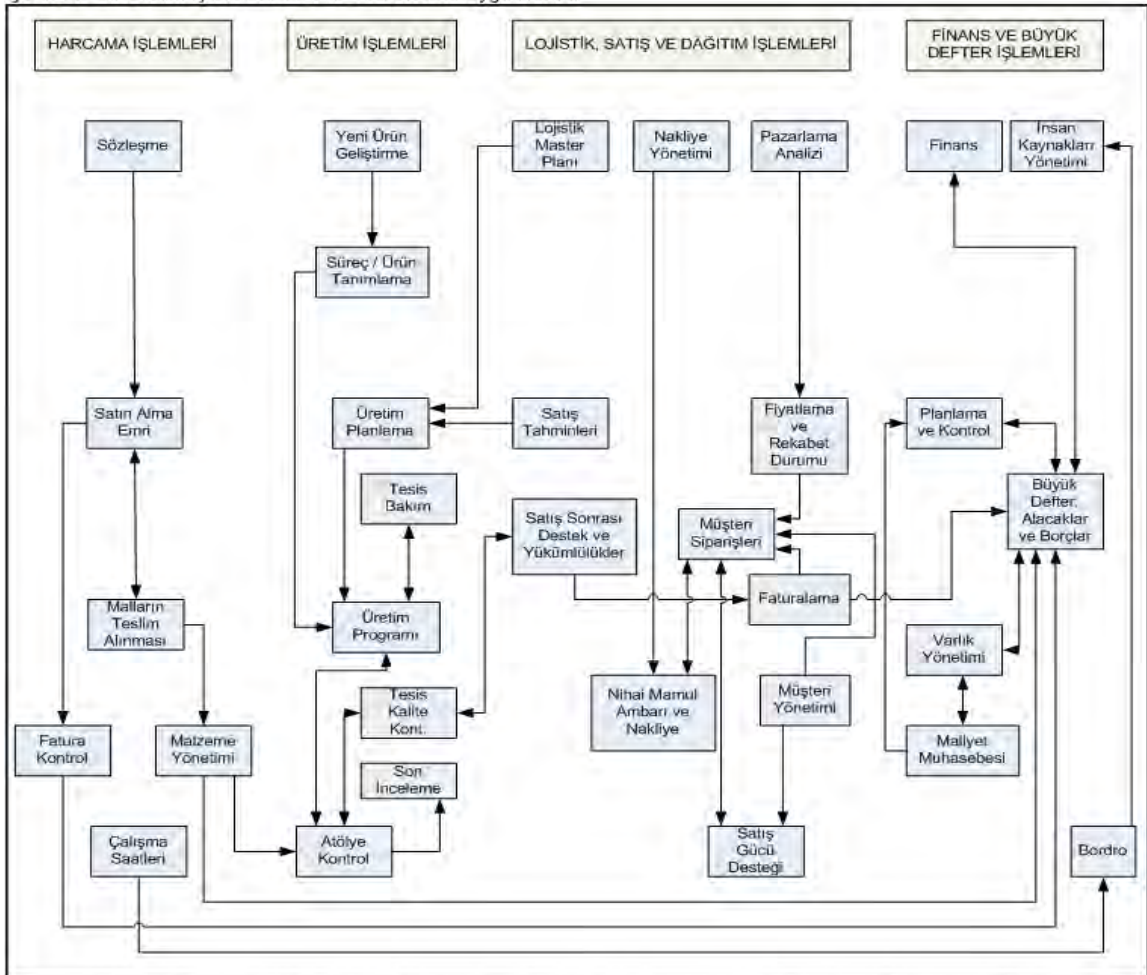 HARCAMA İŞLEMLERİ
ÜRETİM İŞLEMLERİ
LOJİSTİK, SATIŞ VE DAĞITIM İŞLEMLERİ
FİNANS VE BÜYÜK
DEFTER İŞLEMLERİ
Sözleşme
Yeni Ürün
Geliştirme
Lojistik
Master
Planı
Nakliye
Yönetimi
Pazarlama
Analizi
Finans
İnsan
Kaynakları
Yönetimi
Süreç / Ürün
Tanımlama
Satın Alma
Emri
Üretim
Planlama
Satış
Tahminleri
Fiyatlama
ve
Rekabet
Durumu
Planlama
ve Kontrol
Tesis
Bakım
Satış Sonrası
Destek ve
Yükümlülükler
Müşteri
Siparişleri
Büyük
Defter,
Alacaklar
ve Borçlar
Malların
Teslim
Alınması
Üretim
Programı
Faturalama
Varlık
Yönetimi
Tesis
Kalite
Kont.
Nihai Mamul
Ambarı ve
Nakliye
Müşteri
Yönetimi
Fatura
Kontrol
Malzeme
Yönetimi
Maliyet
Muhasebesi
Son
İnceleme
Çalışma
Saatleri
Atölye
Kontrol
Satış
Gücü
Desteği
Bordro